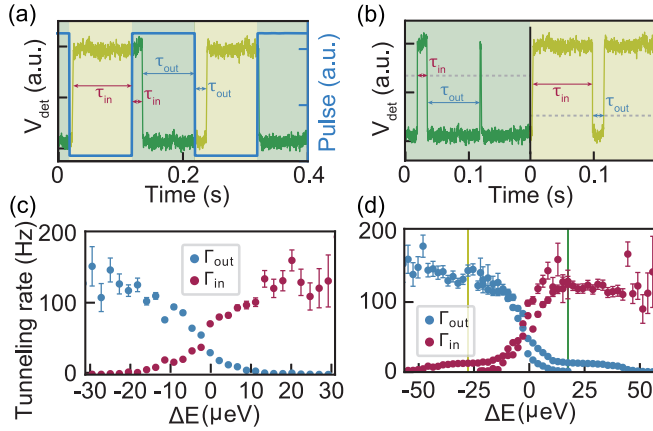 (a)
V_det (a.u.)
τ_in
τ_in
τ_out
τ_out
Pulse (a.u.)
0
0.2
0.4
Time (s)
(b)
V_det (a.u.)
τ_in
τ_out
τ_in
τ_out
0
0.1
0
0.1
Time (s)
(c)
Tunneling rate (Hz)
200
100
0
Γ_out
Γ_in
-30 -20 -10 0 10 20 30
ΔE(μeV)
(d)
200
100
0
Γ_out
Γ_in
-50 -25 0 25 50
ΔE(μeV)